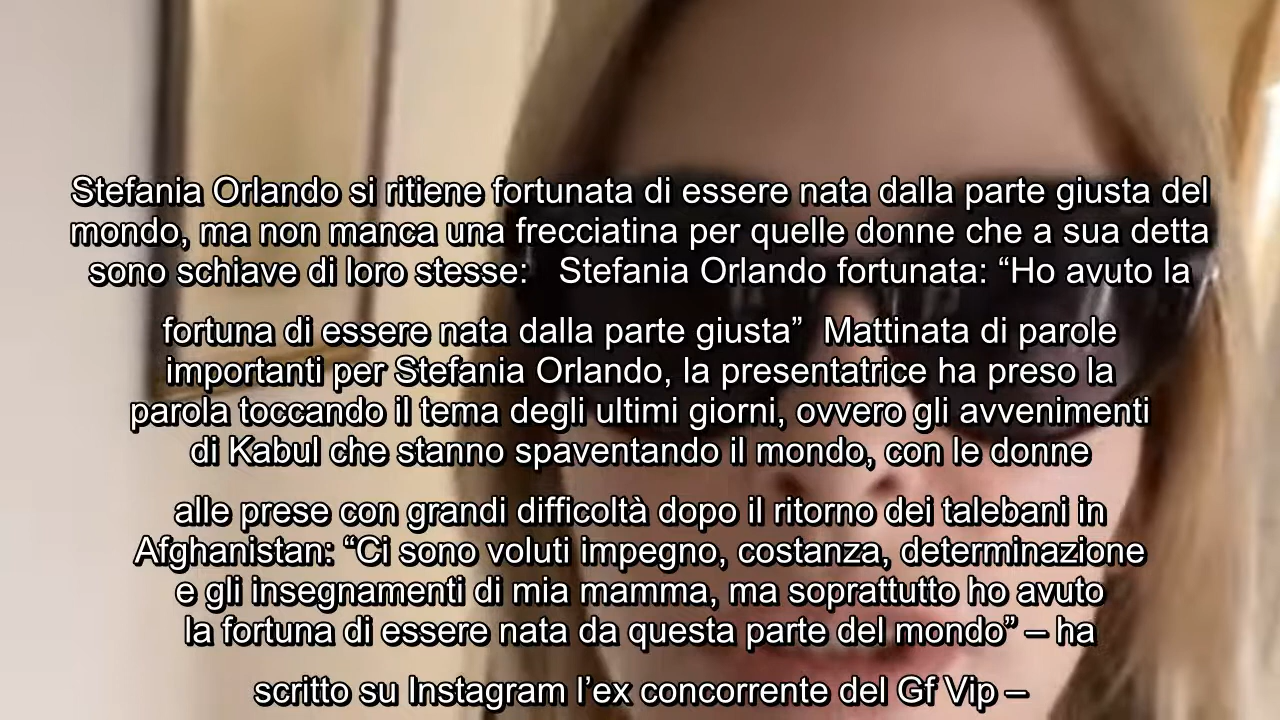 Stefania Orlando si ritiene fortunata di essere nata dalla parte giusta del
mondo, ma non manca una frecciatina per quelle donne che a sua detta
sono schiave di loro stesse:   Stefania Orlando fortunata: “Ho avuto la
fortuna di essere nata dalla parte giusta”  Mattinata di parole
importanti per Stefania Orlando, la presentatrice ha preso la
parola toccando il tema degli ultimi giorni, ovvero gli avvenimenti
di Kabul che stanno spaventando il mondo, con le donne
alle prese con grandi difficoltà dopo il ritorno dei talebani in
Afghanistan: “Ci sono voluti impegno, costanza, determinazione
e gli insegnamenti di mia mamma, ma soprattutto ho avuto
la fortuna di essere nata da questa parte del mondo” – ha
scritto su Instagram l’ex concorrente del Gf Vip –